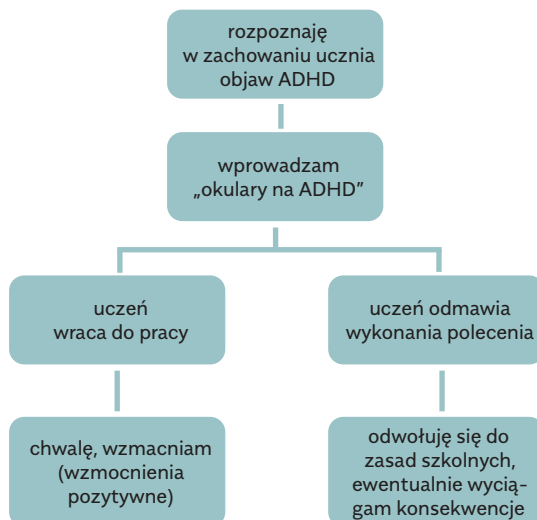 rozpoznaję
w zachowaniu ucznia
objaw ADHD
wprowadzam
„okulary na ADHD”
uczeń
wraca do pracy
uczeń odmawia
wykonania polecenia
chwalę, wzmacniam
(wzmocnienia
pozytywne)
odwołuję się do
zasad szkolnych,
ewentualnie wycią-
gam konsekwencje